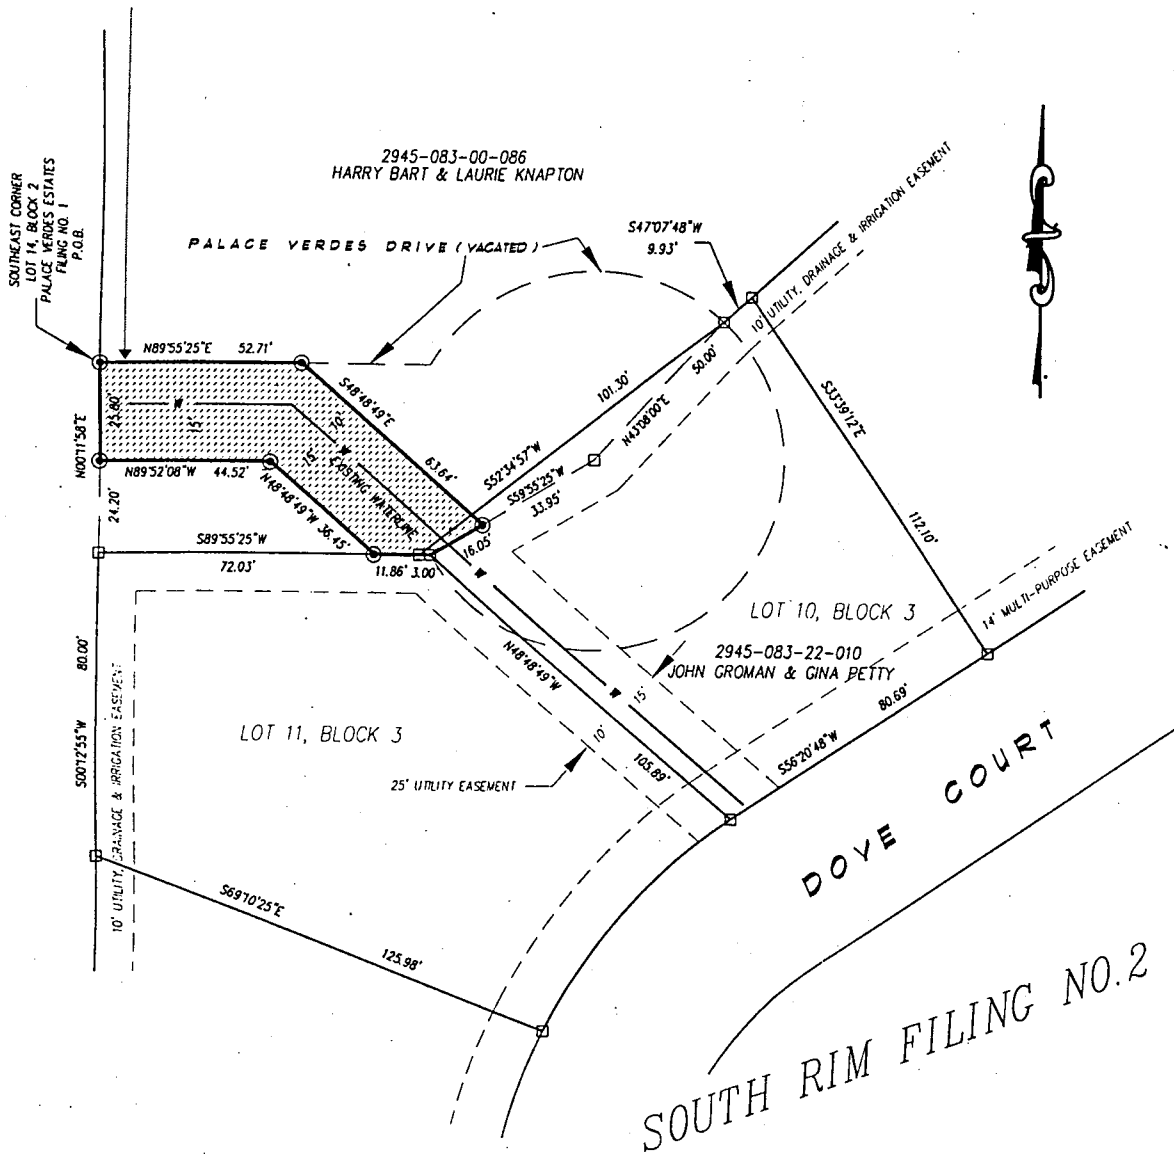 2945-083-00-086
HARRY BART & LAURIE KNAPTON
SOUTHEAST CORNER
LOT 14, BLOCK 2
PALACE VERDES ESTATES
FILING NO. 1
P.O.B.
PALACE VERDES DRIVE (VACATED)
S47°07'48"W
9.93'
10' UTILITY, DRAINAGE & IRRIGATION EASEMENT
N89°55'25"E 52.71'
S48°48'49"E
63.64'
101.30'
50.00'
N43°08'00"E
S33°39'12"E
112.10'
N00°11'58"E
25.80'
W
15'
10'
W
15'
EXISTING WATERLINE
N89°52'08"W 44.52'
N48°48'49"W 36.45'
S52°34'57"W
S59°55'25"W
33.95'
24.20'
S89°55'25"W
72.03'
11.86' 3.00'
16.05'
W
14' MULTI-PURPOSE EASEMENT
LOT 10, BLOCK 3
2945-083-22-010
JOHN GROMAN & GINA PETTY
N48°48'49"W
105.89'
W
15'
10'
80.69'
S56°20'48"W
80.00'
S00°12'55"W
10' UTILITY, DRAINAGE & IRRIGATION EASEMENT
LOT 11, BLOCK 3
25' UTILITY EASEMENT
DOVE COURT
S69°10'25"E
125.98'
SOUTH RIM FILING NO.2